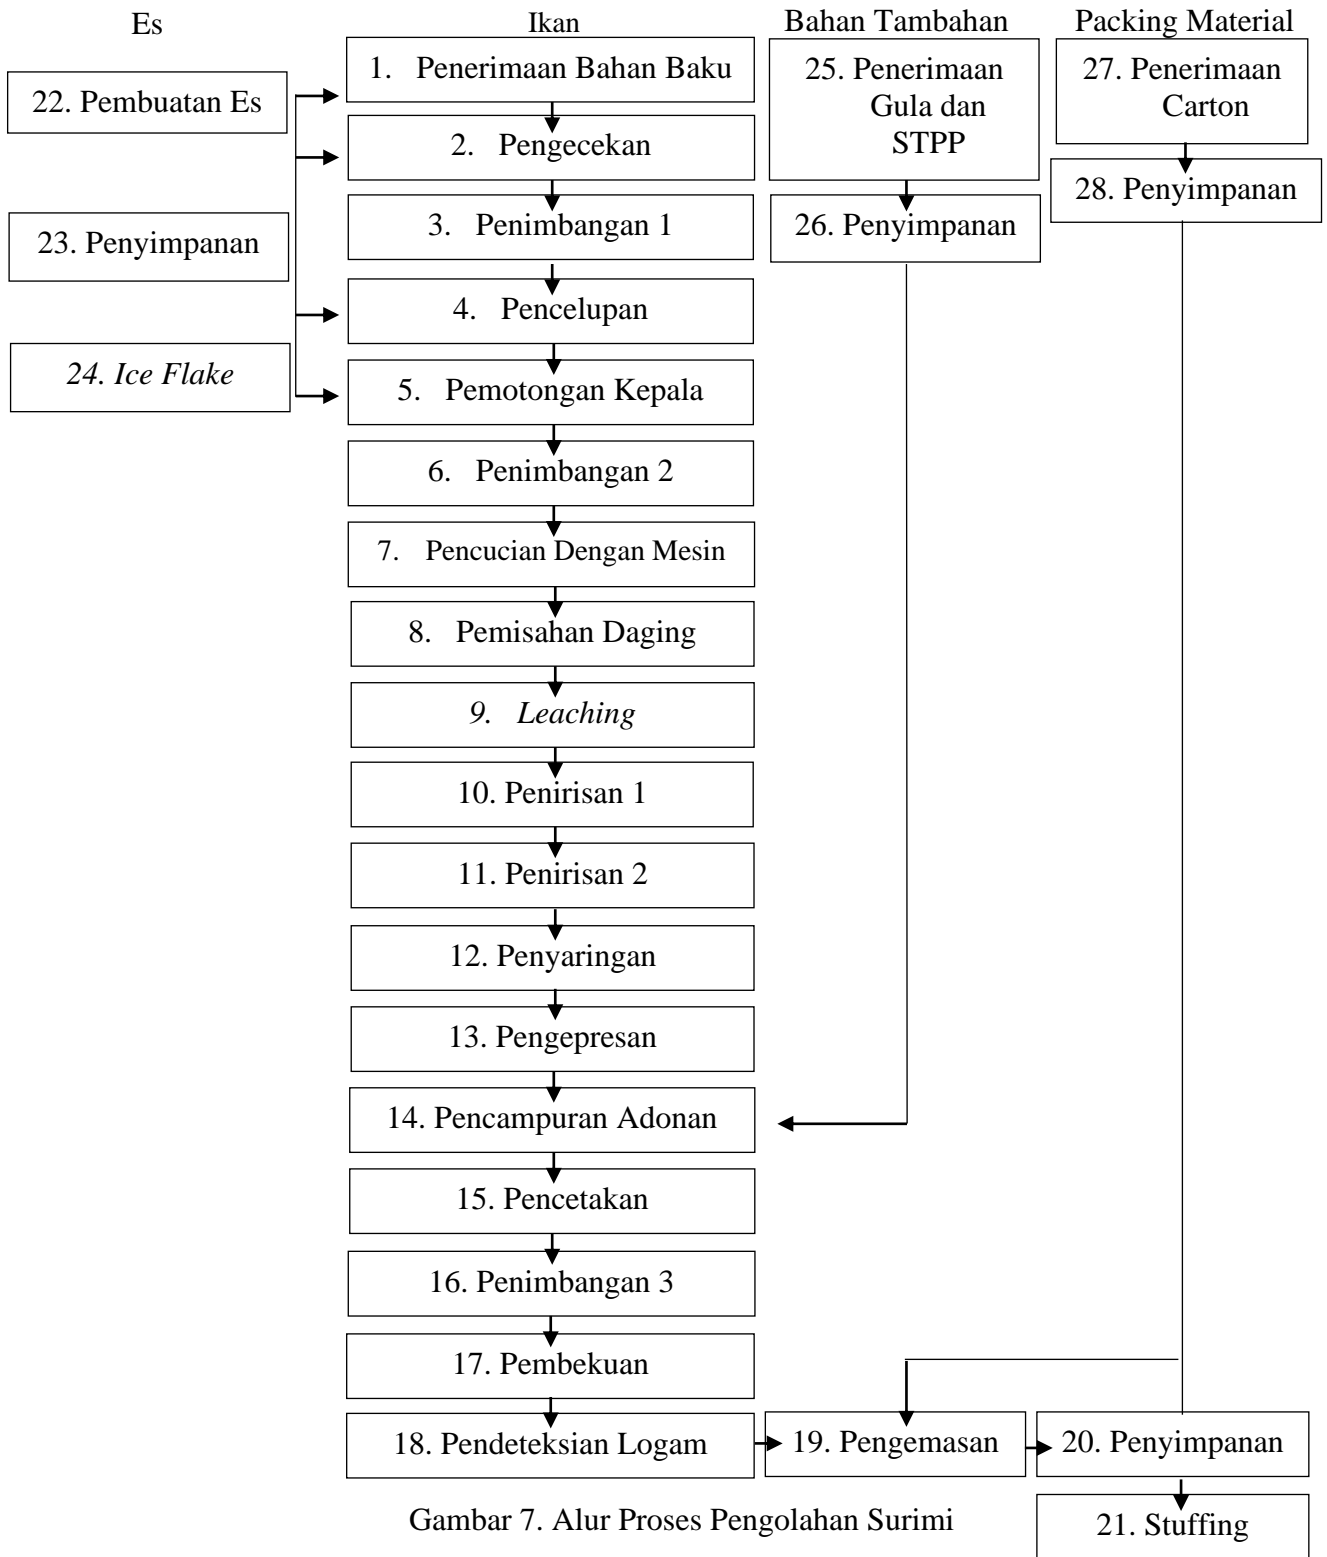 Es
Ikan
Bahan Tambahan
Packing Material
22. Pembuatan Es
23. Penyimpanan
24. Ice Flake
1. Penerimaan Bahan Baku
2. Pengecekan
3. Penimbangan 1
4. Pencelupan
5. Pemotongan Kepala
6. Penimbangan 2
7. Pencucian Dengan Mesin
8. Pemisahan Daging
9. Leaching
10. Penirisan 1
11. Penirisan 2
12. Penyaringan
13. Pengepresan
14. Pencampuran Adonan
15. Pencetakan
16. Penimbangan 3
17. Pembekuan
18. Pendeteksian Logam
25. Penerimaan
Gula dan
STPP
26. Penyimpanan
27. Penerimaan
Carton
28. Penyimpanan
19. Pengemasan
20. Penyimpanan
21. Stuffing
Gambar 7. Alur Proses Pengolahan Surimi